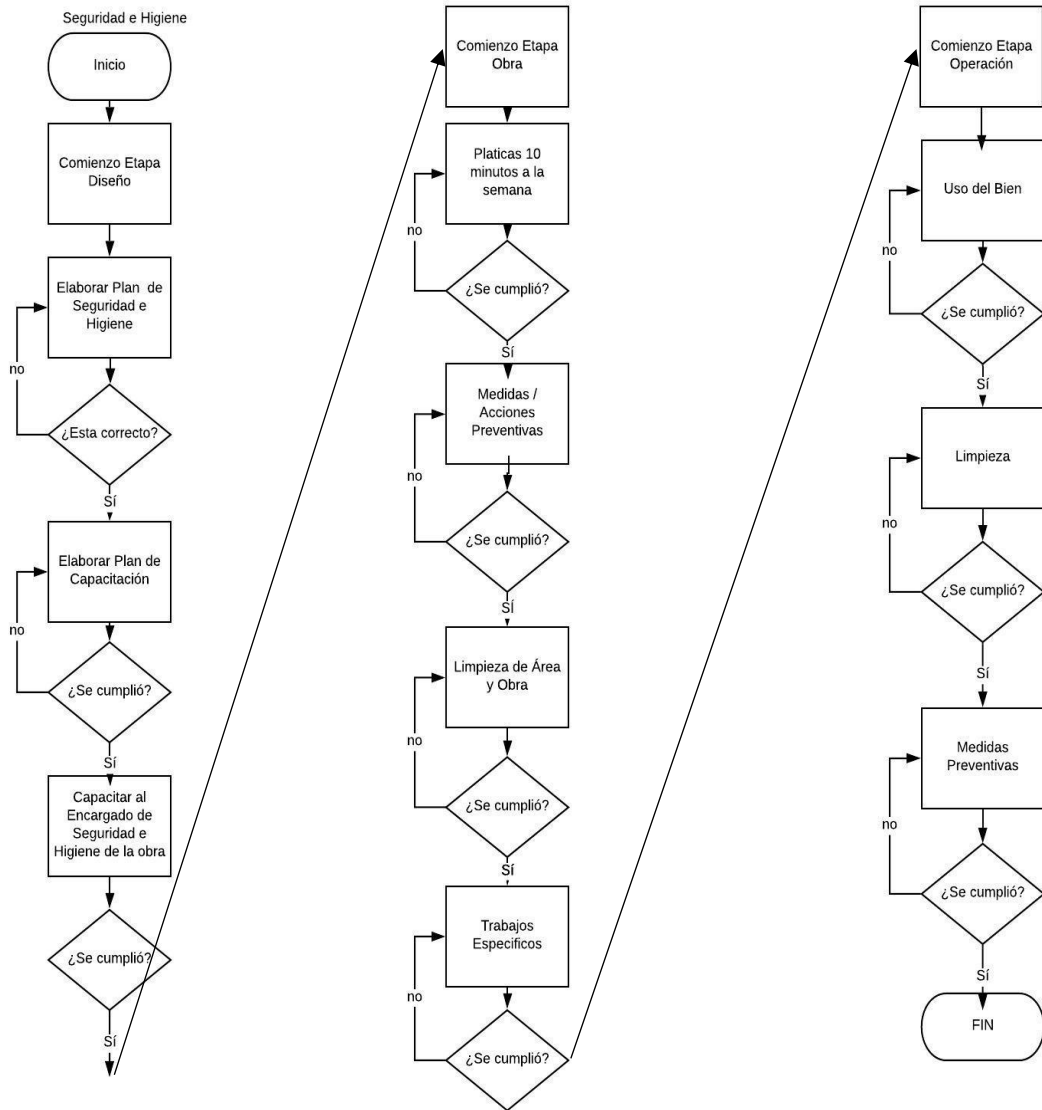 Seguridad e Higiene
Inicio
Comienzo Etapa
Diseño
Elaborar Plan de
Seguridad e
Higiene
no
¿Esta correcto?
Sí
Elaborar Plan de
Capacitación
no
¿Se cumplió?
Sí
Capacitar al
Encargado de
Seguridad e
Higiene de la obra
¿Se cumplió?
Sí
Comienzo Etapa
Obra
Platicas 10
minutos a la
semana
no
¿Se cumplió?
Sí
Medidas /
Acciones
Preventivas
no
¿Se cumplió?
Sí
Limpieza de Área
y Obra
no
¿Se cumplió?
Sí
Trabajos
Especificos
no
¿Se cumplió?
Comienzo Etapa
Operación
Uso del Bien
no
¿Se cumplió?
Sí
Limpieza
no
¿Se cumplió?
Sí
Medidas
Preventivas
no
¿Se cumplió?
Sí
FIN